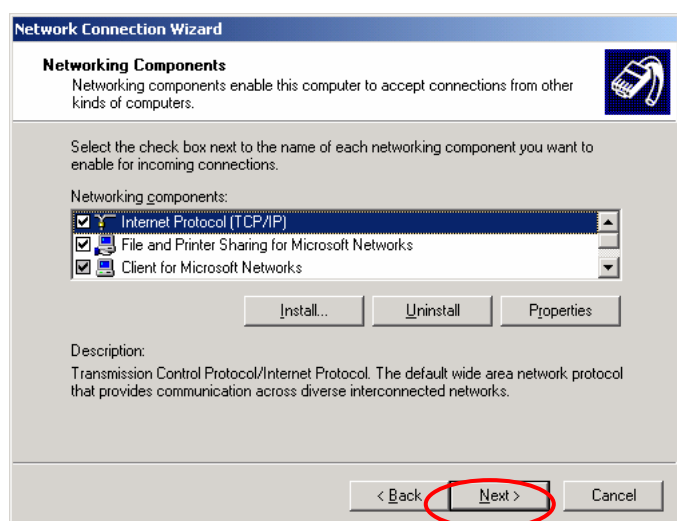 Network Connection Wizard
Networking Components
Networking components enable this computer to accept connections from other
kinds of computers.
Select the check box next to the name of each networking component you want to
enable for incoming connections.
Networking components:
Internet Protocol (TCP/IP)
File and Printer Sharing for Microsoft Networks
Client for Microsoft Networks
Install... Uninstall Properties
Description:
Transmission Control Protocol/Internet Protocol. The default wide area network protocol
that provides communication across diverse interconnected networks.
< Back Next > Cancel